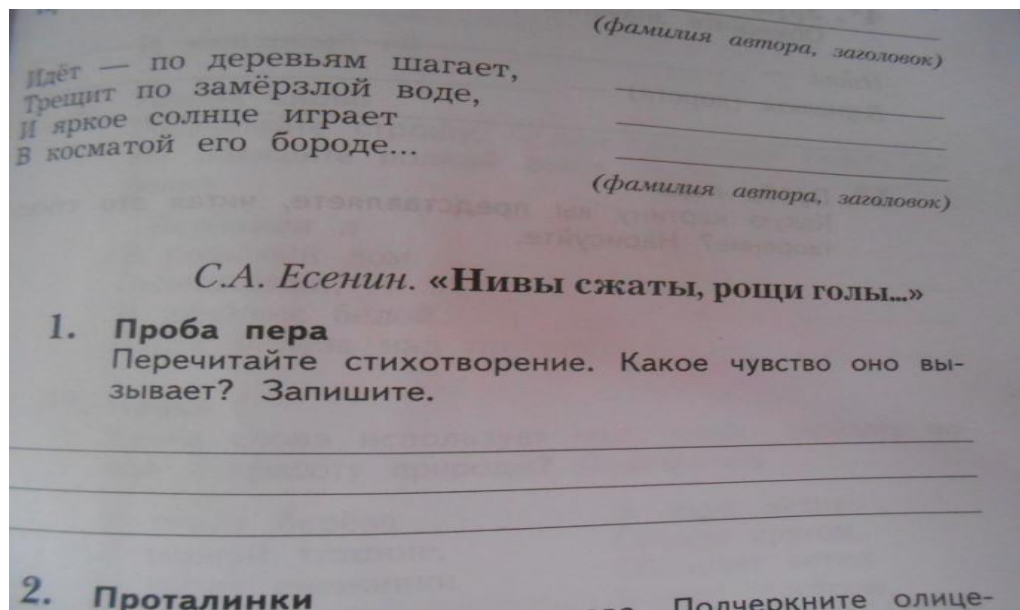 (фамилия автора, заголовок)
Идёт — по деревьям шагает,
Трещит по замёрзлой воде,
И яркое солнце играет
В косматой его бороде...
(фамилия автора, заголовок)
С.А. Есенин. «Нивы сжаты, рощи голы...»
1. Проба пера
Перечитайте стихотворение. Какое чувство оно вы-
зывает? Запишите.
2. Проталинки
Подчеркните олице-